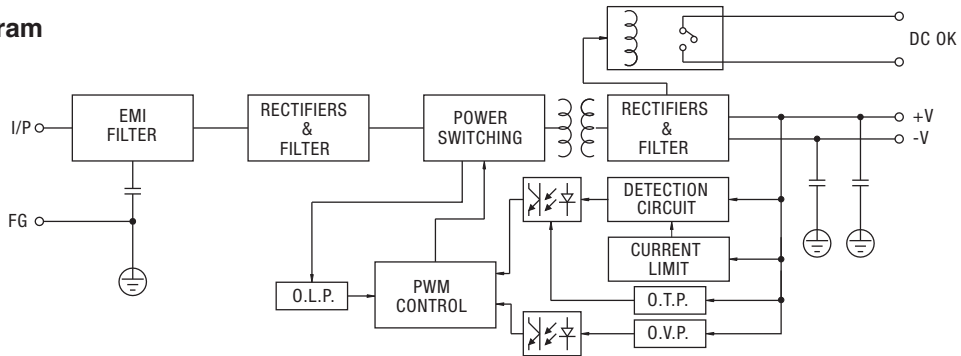 ram
DC OK
I/P
EMI
FILTER
RECTIFIERS
&
FILTER
POWER
SWITCHING
RECTIFIERS
&
FILTER
+V
-V
FG
DETECTION
CIRCUIT
CURRENT
LIMIT
O.L.P.
PWM
CONTROL
O.T.P.
O.V.P.